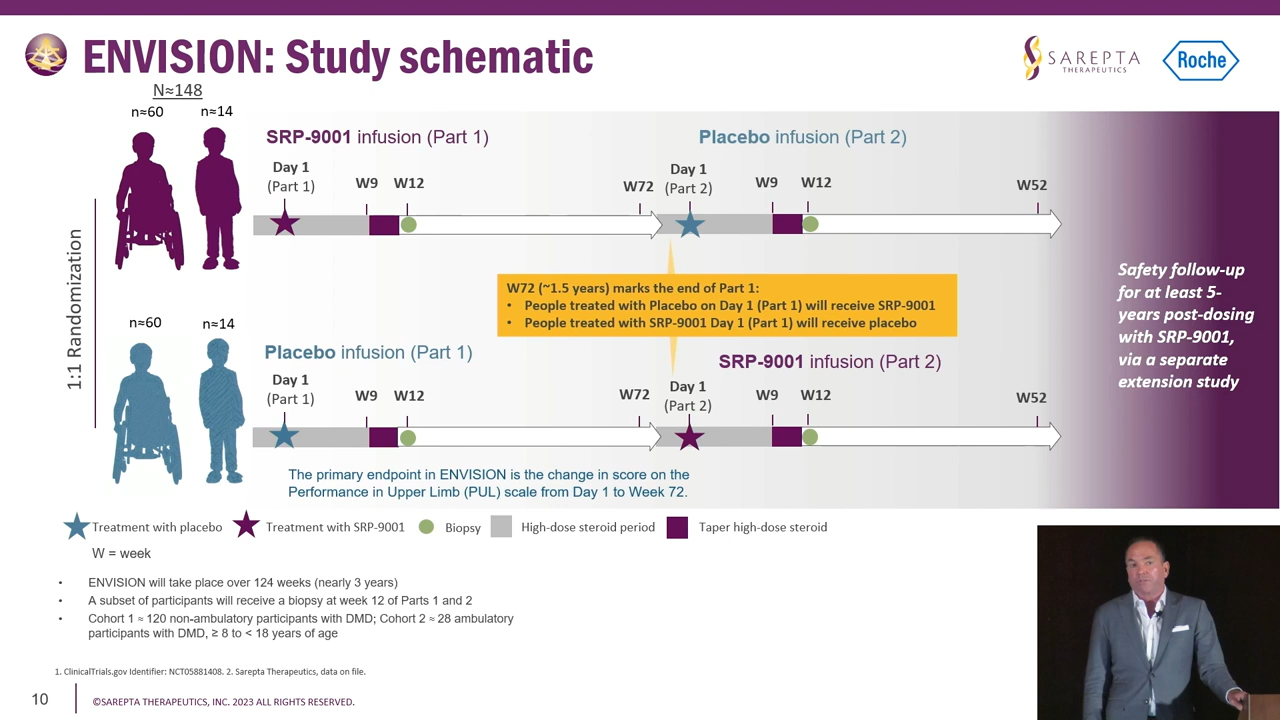 ENVISION: Study schematic
SAREPTA
THERAPEUTICS
Roche
N≈148
n≈60
n≈14
SRP-9001 infusion (Part 1)
Placebo infusion (Part 2)
Day 1
(Part 1)
W9
W12
W72
Day 1
(Part 2)
W9
W12
W52
1:1 Randomization
W72 (~1.5 years) marks the end of Part 1:
• People treated with Placebo on Day 1 (Part 1) will receive SRP-9001
• People treated with SRP-9001 Day 1 (Part 1) will receive placebo
Safety follow-up
for at least 5-
years post-dosing
with SRP-9001,
via a separate
extension study
n≈60
n≈14
Placebo infusion (Part 1)
SRP-9001 infusion (Part 2)
Day 1
(Part 1)
W9
W12
W72
Day 1
(Part 2)
W9
W12
W52
The primary endpoint in ENVISION is the change in score on the
Performance in Upper Limb (PUL) scale from Day 1 to Week 72.
Treatment with placebo
Treatment with SRP-9001
Biopsy
High-dose steroid period
Taper high-dose steroid
W = week
• ENVISION will take place over 124 weeks (nearly 3 years)
• A subset of participants will receive a biopsy at week 12 of Parts 1 and 2
• Cohort 1 ≈ 120 non-ambulatory participants with DMD; Cohort 2 ≈ 28 ambulatory
participants with DMD, ≥ 8 to < 18 years of age
1. ClinicalTrials.gov Identifier: NCT05881408. 2. Sarepta Therapeutics, data on file.
10
©SAREPTA THERAPEUTICS, INC. 2023 ALL RIGHTS RESERVED.